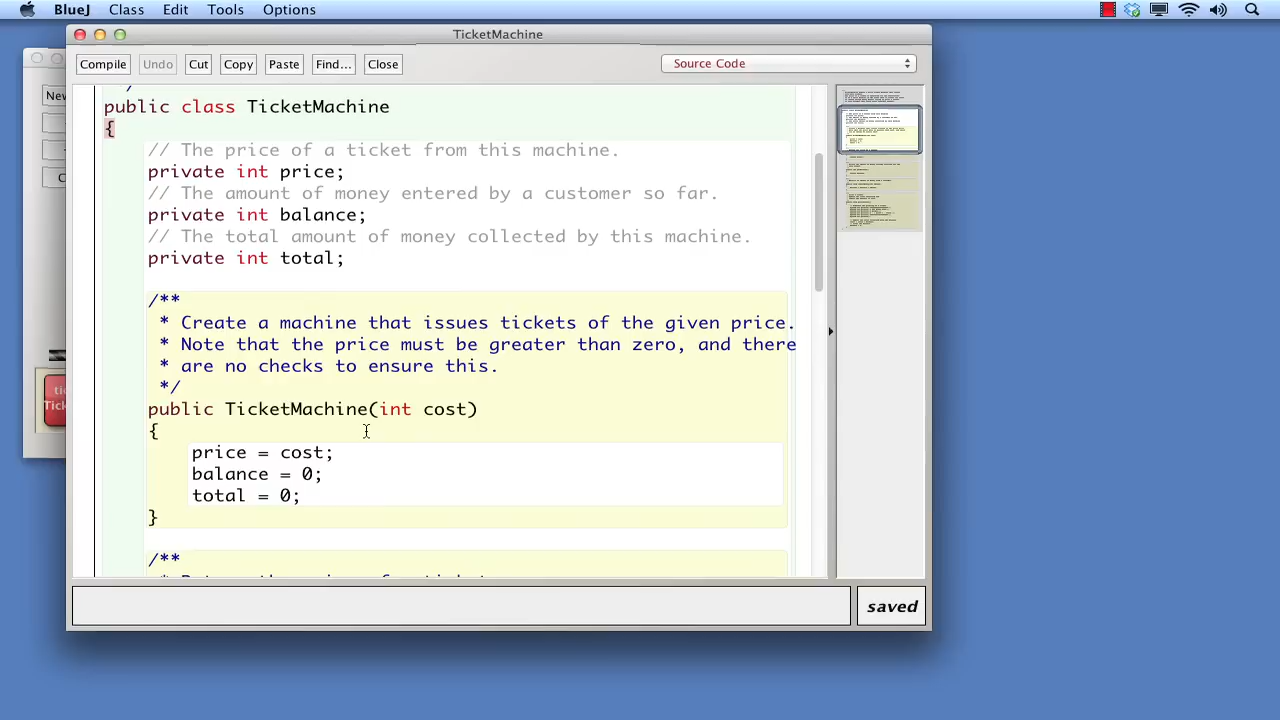 BlueJ Class Edit Tools Options
TicketMachine
Compile Undo Cut Copy Paste Find... Close Source Code
New
C
tic
Tick
*/
public class TicketMachine
{
// The price of a ticket from this machine.
private int price;
// The amount of money entered by a customer so far.
private int balance;
// The total amount of money collected by this machine.
private int total;
/**
* Create a machine that issues tickets of the given price.
* Note that the price must be greater than zero, and there
* are no checks to ensure this.
*/
public TicketMachine(int cost)
{
price = cost;
balance = 0;
total = 0;
}
/**
saved